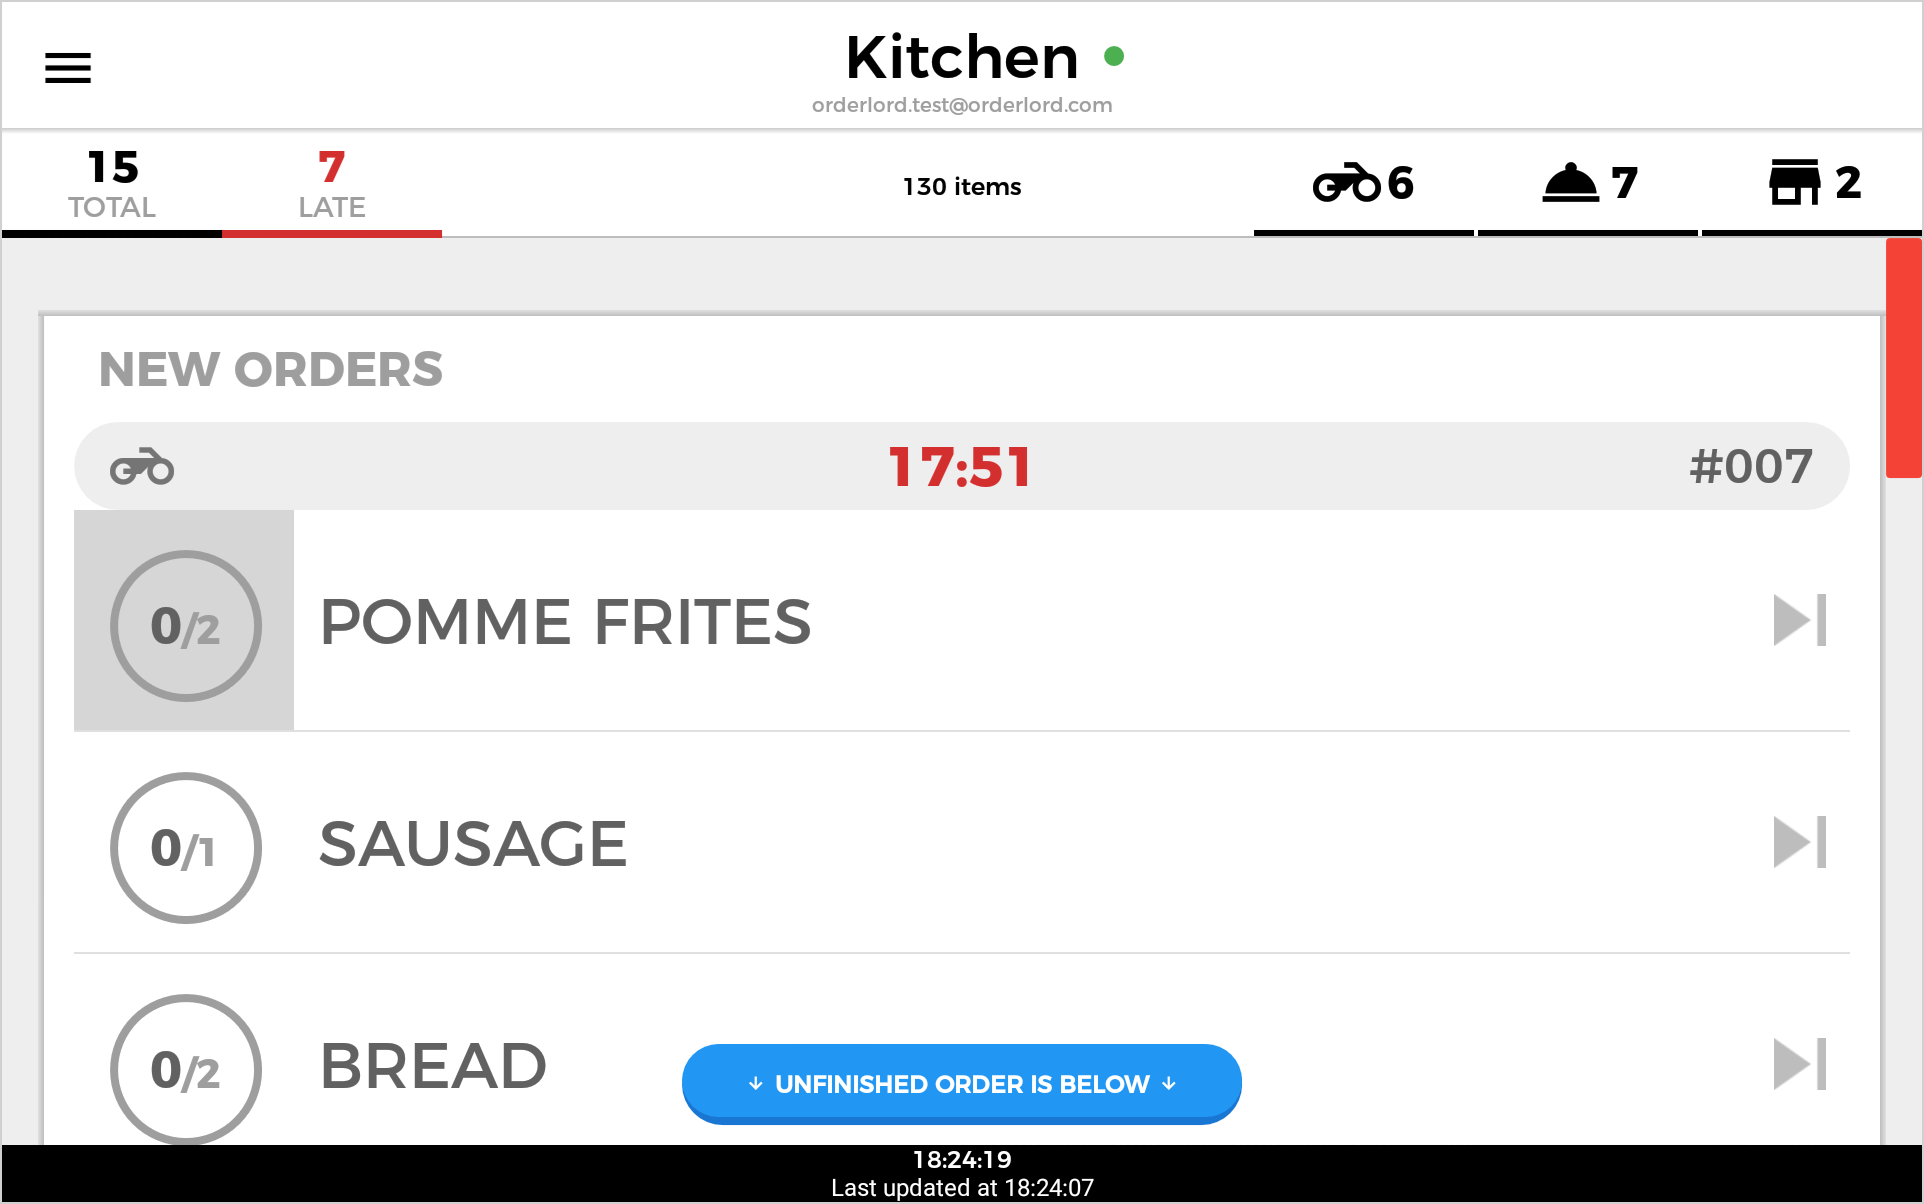 Kitchen
orderlord.test@orderlord.com
15
TOTAL
7
LATE
130 items
6
7
2
NEW ORDERS
17:51
#007
0/2
POMME FRITES
0/1
SAUSAGE
0/2
BREAD
↓ UNFINISHED ORDER IS BELOW ↓
18:24:19
Last updated at 18:24:07